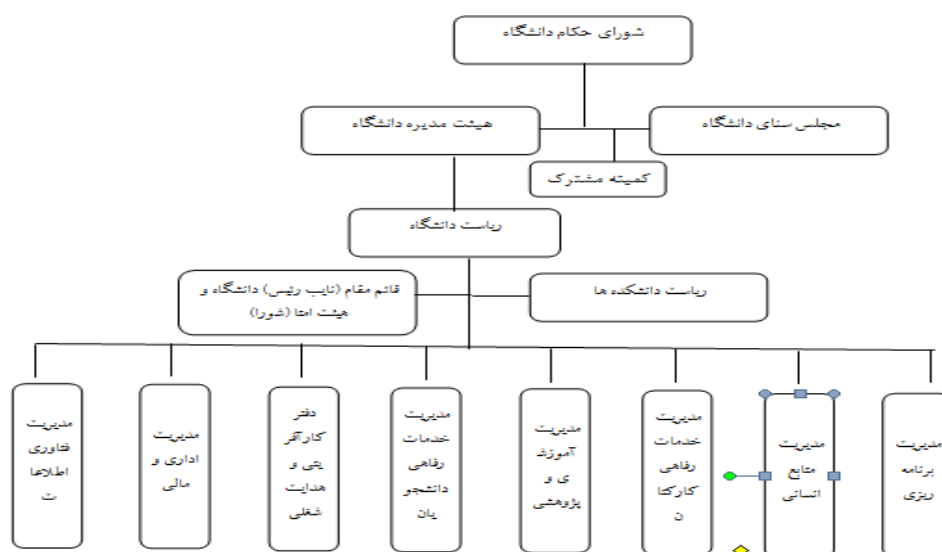 شورای حکام دانشگاه
مجلس سنای دانشگاه
هیئت مدیره دانشگاه
کمیته مشترک
ریاست دانشگاه
ریاست دانشکده ها
قائم مقام (نایب رئیس) دانشگاه و
هیئت امنا (شورا)
مدیریت
برنامه
ریزی
مدیریت
منابع
انسانی
مدیریت
خدمات
رفاهی
کارکنا
ن
مدیریت
آموزش
ی و
پژوهشی
مدیریت
خدمات
رفاهی
دانشجو
یان
دفتر
کارآفر
ینی و
هدایت
شغلی
مدیریت
اداری و
مالی
مدیریت
فناوری
اطلاعا
ت